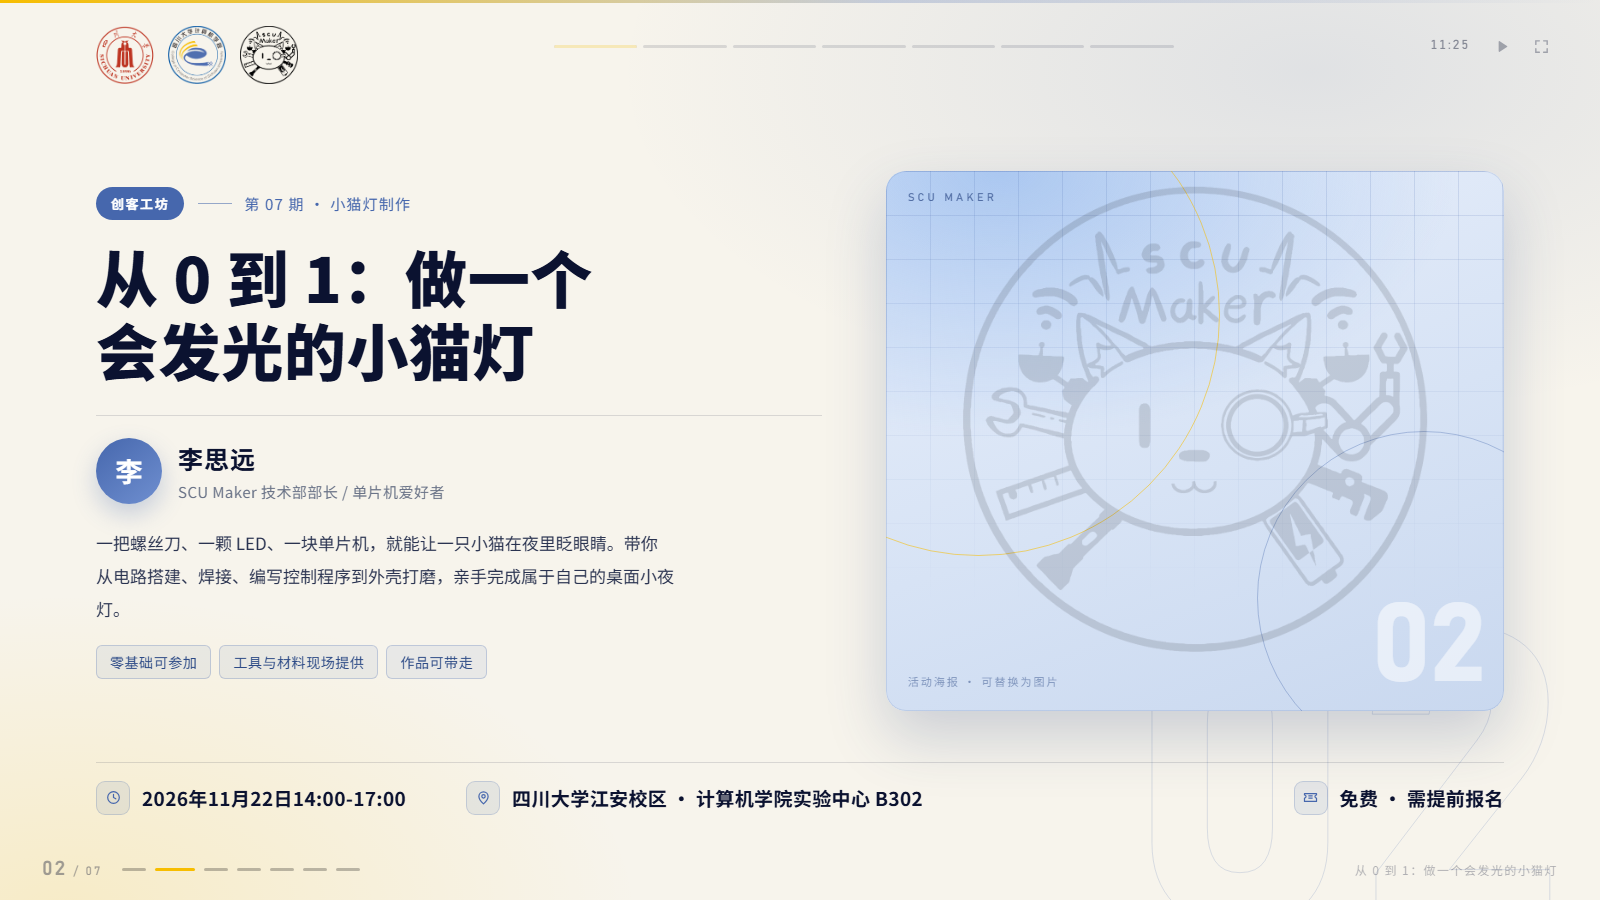 SICHUAN UNIVERSITY
scu
Maker
11:25
创客工坊
第 07 期 · 小猫灯制作
从 0 到 1：做一个
会发光的小猫灯
李
李思远
SCU Maker 技术部部长 / 单片机爱好者
一把螺丝刀、一颗 LED、一块单片机，就能让一只小猫在夜里眨眼睛。带你
从电路搭建、焊接、编写控制程序到外壳打磨，亲手完成属于自己的桌面小夜
灯。
零基础可参加
工具与材料现场提供
作品可带走
SCU MAKER
scu
Maker
02
活动海报 · 可替换为图片
2026年11月22日14:00-17:00
四川大学江安校区 · 计算机学院实验中心 B302
免费 · 需提前报名
02 / 07
从 0 到 1：做一个会发光的小猫灯
02